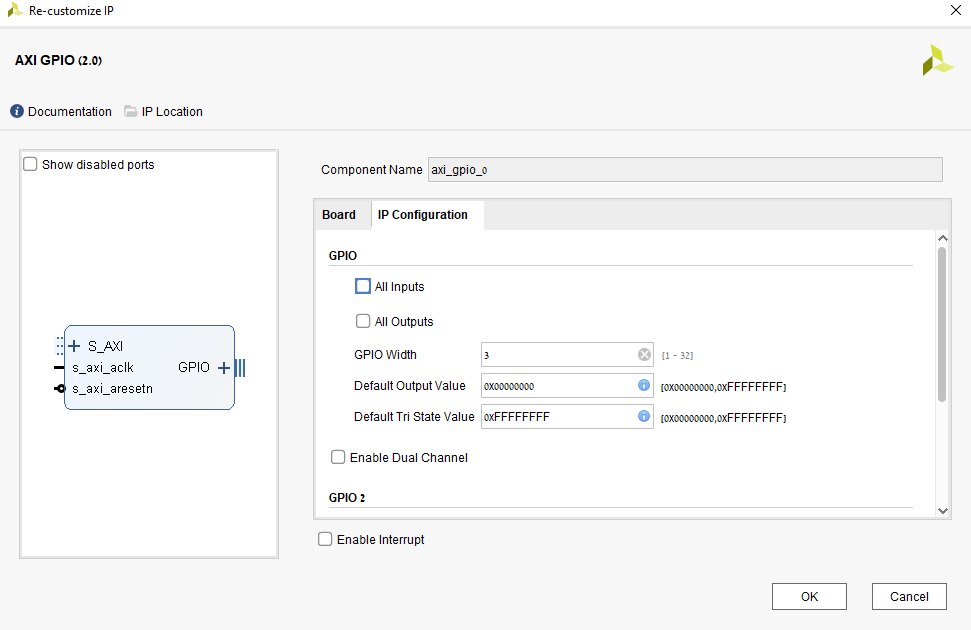 Re-customize IP
AXI GPIO (2.0)
Documentation IP Location
Show disabled ports
S_AXI
s_axi_aclk GPIO
s_axi_aresetn
Component Name axi_gpio_0
Board IP Configuration
GPIO
All Inputs
All Outputs
GPIO Width 3 [1 - 32]
Default Output Value 0X00000000 [0X00000000,0XFFFFFFFF]
Default Tri State Value 0XFFFFFFFF [0X00000000,0XFFFFFFFF]
Enable Dual Channel
GPIO 2
Enable Interrupt
OK Cancel